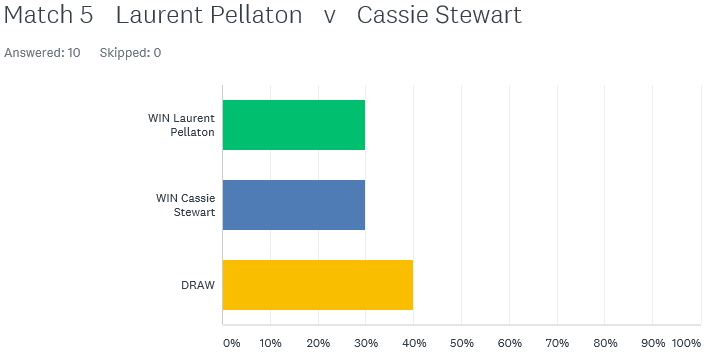 Match 5 Laurent Pellaton v Cassie Stewart
Answered: 10 Skipped: 0
WIN Laurent
Pellaton
WIN Cassie
Stewart
DRAW
0% 10% 20% 30% 40% 50% 60% 70% 80% 90% 100%